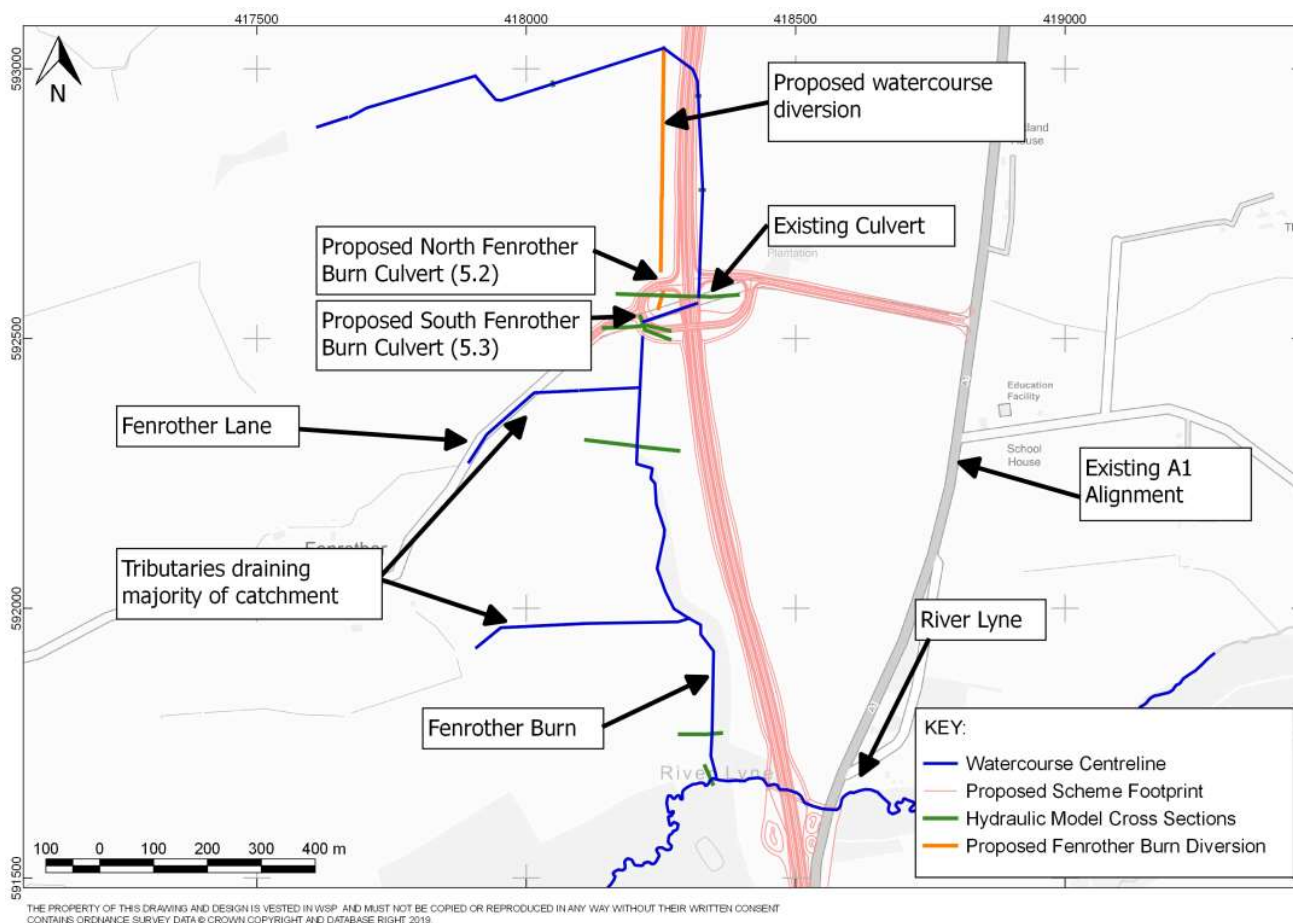 417500
418000
418500
419000
593000
592500
592000
591500
N
Proposed watercourse
diversion
House
Proposed North Fenrother
Burn Culvert (5.2)
Existing Culvert
Plantation
Proposed South Fenrother
Burn Culvert (5.3)
Education
Facility
Fenrother Lane
School
House
Existing A1
Alignment
Fenrother
Tributaries draining
majority of catchment
River Lyne
Fenrother Burn
River Lyne
KEY:
Watercourse Centreline
Proposed Scheme Footprint
Hydraulic Model Cross Sections
Proposed Fenrother Burn Diversion
100 0 100 200 300 400 m
THE PROPERTY OF THIS DRAWING AND DESIGN IS VESTED IN WSP AND MUST NOT BE COPIED OR REPRODUCED IN ANY WAY WITHOUT THEIR WRITTEN CONSENT
CONTAINS ORDNANCE SURVEY DATA © CROWN COPYRIGHT AND DATABASE RIGHT 2019